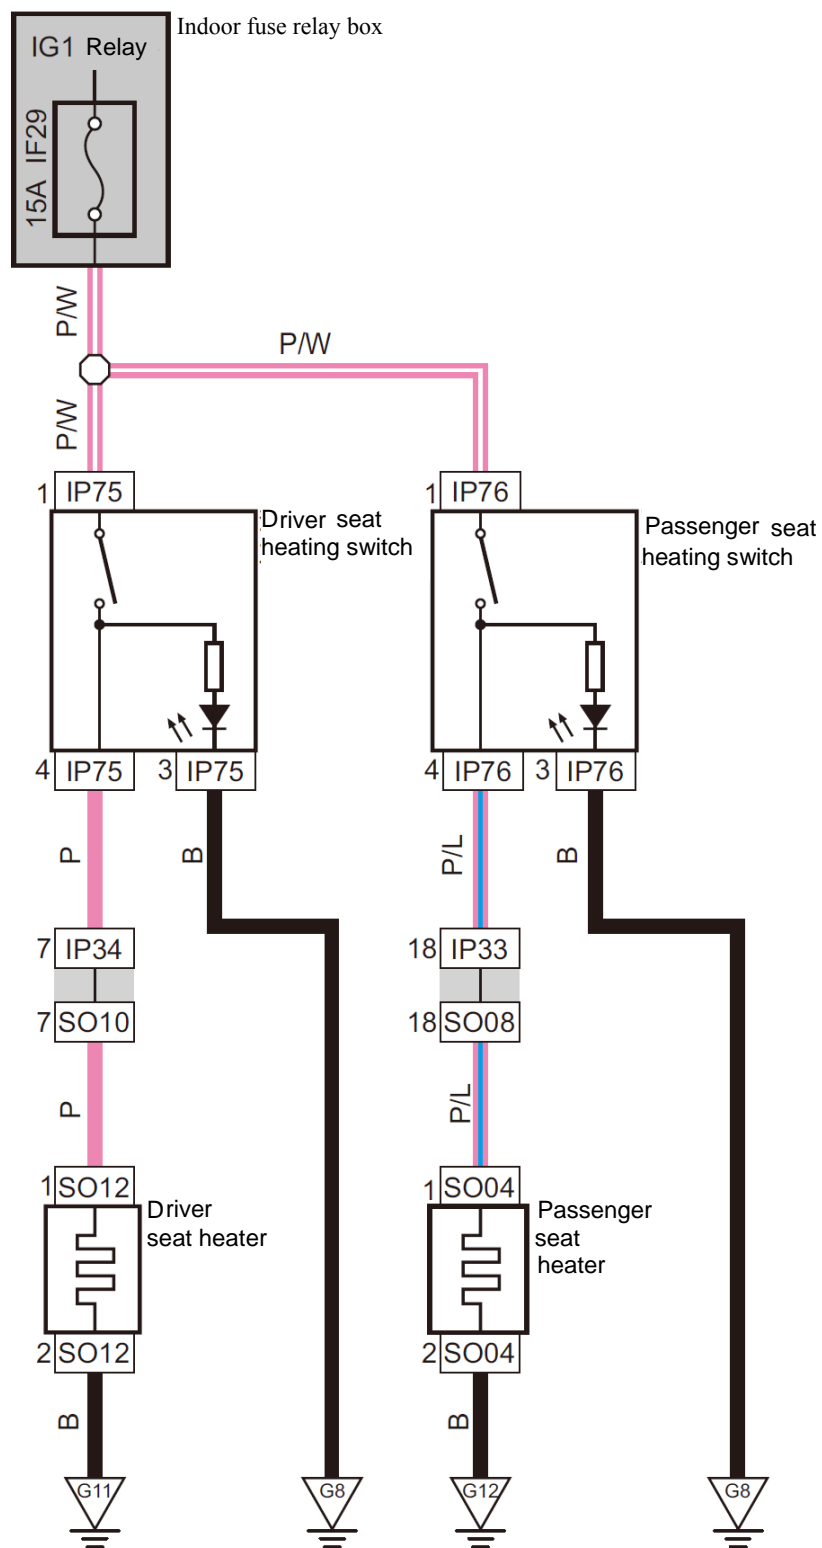 Indoor fuse relay box
IG1 Relay
15A IF29
P/W
P/W
P/W
1 IP75
1 IP76
Driver seat
heating switch
Passenger seat
heating switch
4 IP75
3 IP75
4 IP76
3 IP76
P
B
P/L
B
7 IP34
18 IP33
7 SO10
18 SO08
P
P/L
1 SO12
1 SO04
Driver
seat heater
Passenger
seat
heater
2 SO12
2 SO04
B
B
G11
G8
G12
G8